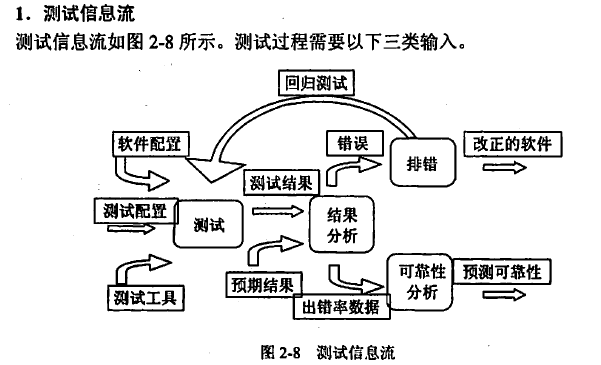 1．测试信息流
测试信息流如图 2-8 所示。测试过程需要以下三类输入。
回归测试
软件配置
错误
改正的软件
排错
测试结果
测试配置
测试
结果
分析
预期结果
可靠性
分析
预测可靠性
测试工具
出错率数据
图 2-8 测试信息流